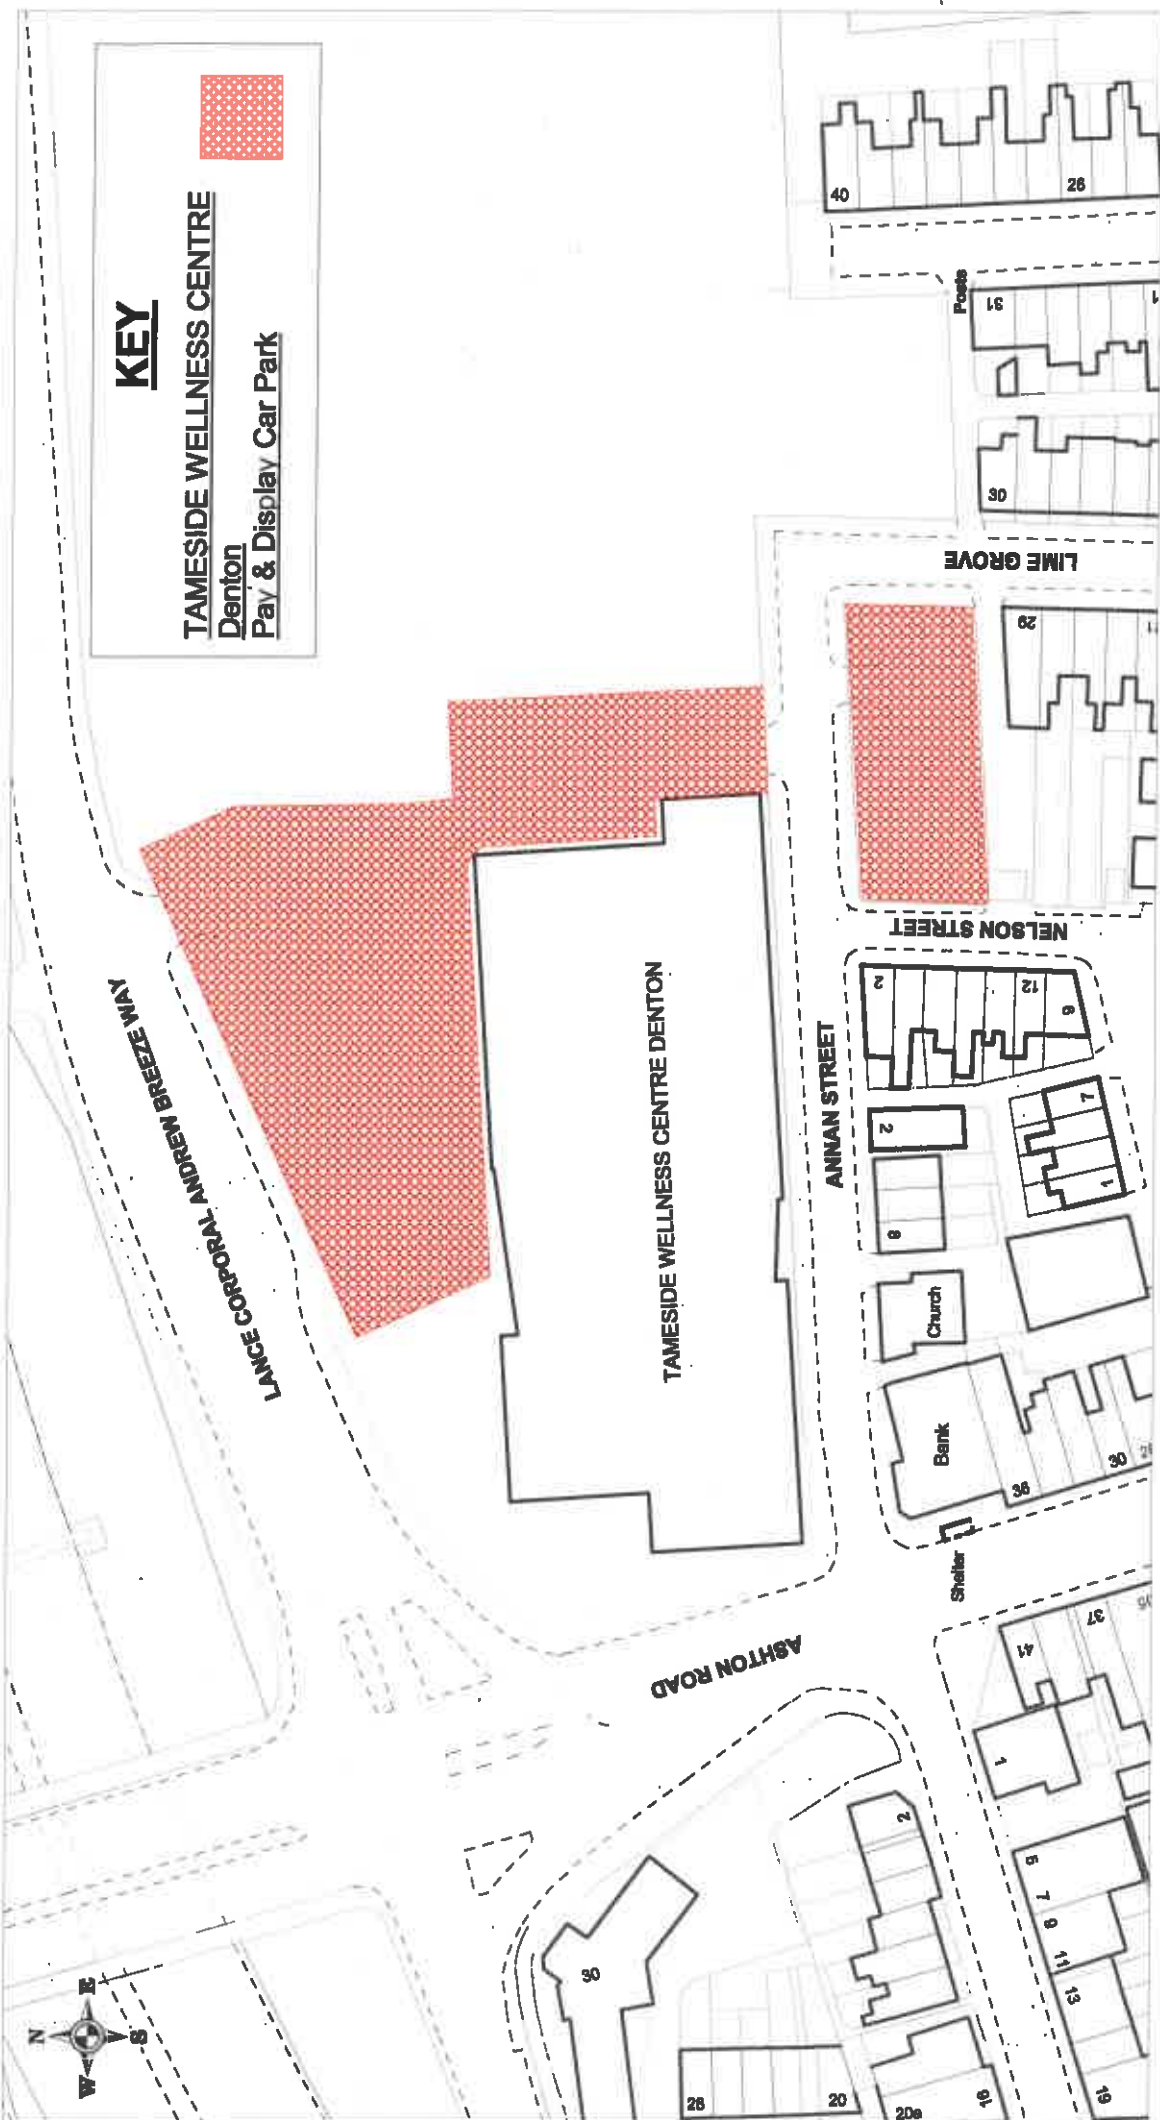 KEY
TAMESIDE WELLNESS CENTRE
Denton
Pay & Display Car Park
N
W
E
S
LANCE CORPORAL ANDREW BREEZE WAY
TAMESIDE WELLNESS CENTRE DENTON
ANNAN STREET
ASHTON ROAD
NELSON STREET
LIME GROVE
Posts
Shelter
Bank
Church
40
26
31
30
29
2
12
6
2
8
7
1
36
30
41
37
1
5
7
9
11
13
19
2
30
28
20
20a
16